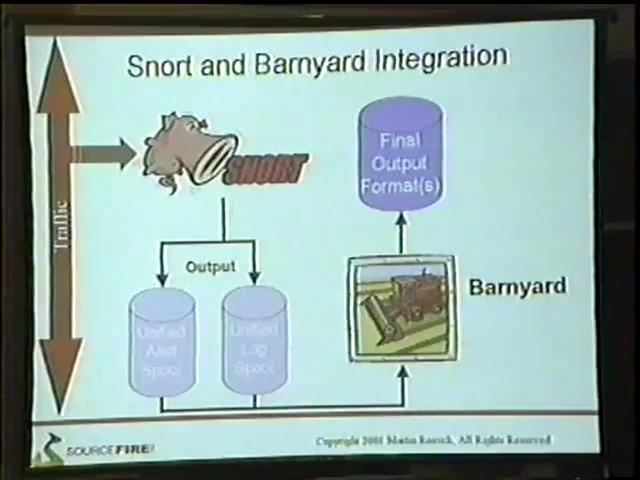 Snort and Barnyard Integration
Traffic
SNORT
Final
Output
Format(s)
Output
Unified
Alert
Spool
Unified
Log
Spool
Barnyard
SOURCEFIRE
Copyright 2001 Martin Roesch, All Rights Reserved